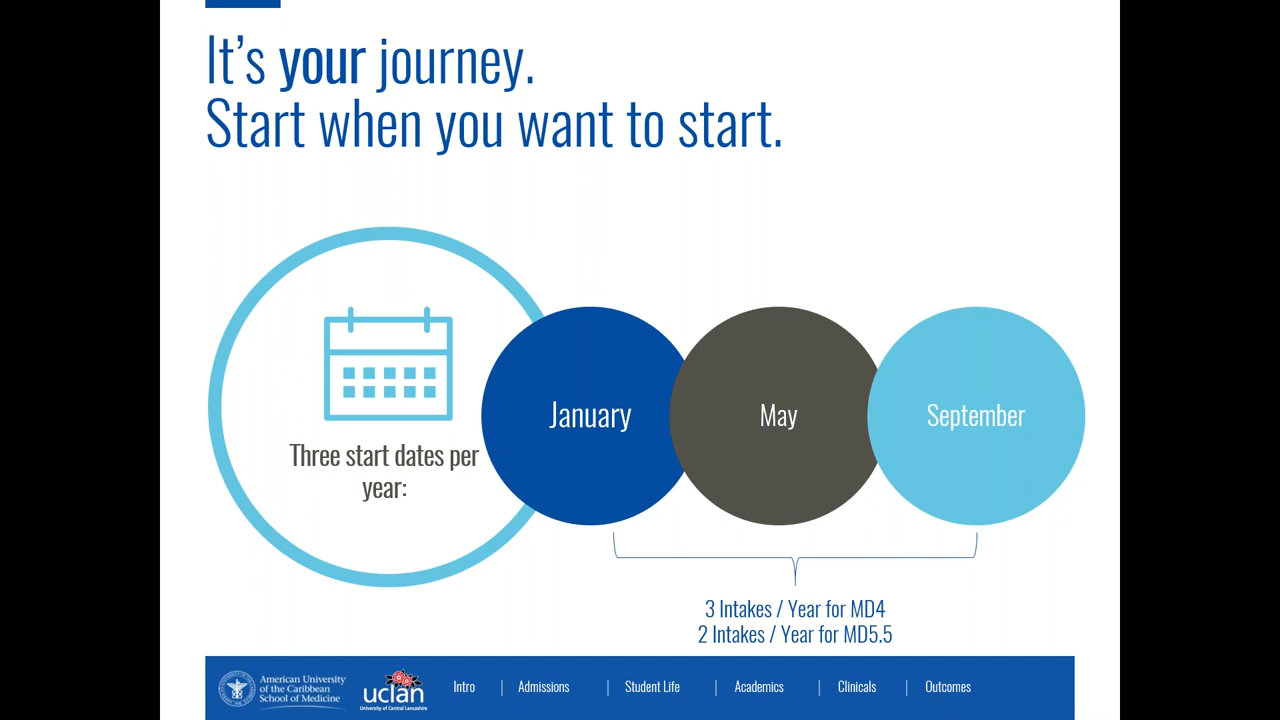 It's your journey.
Start when you want to start.
Three start dates per
year:
January
May
September
3 Intakes / Year for MD4
2 Intakes / Year for MD5.5
American University
of the Caribbean
School of Medicine
uclan
University of Central Lancashire
Intro | Admissions | Student Life | Academics | Clinicals | Outcomes